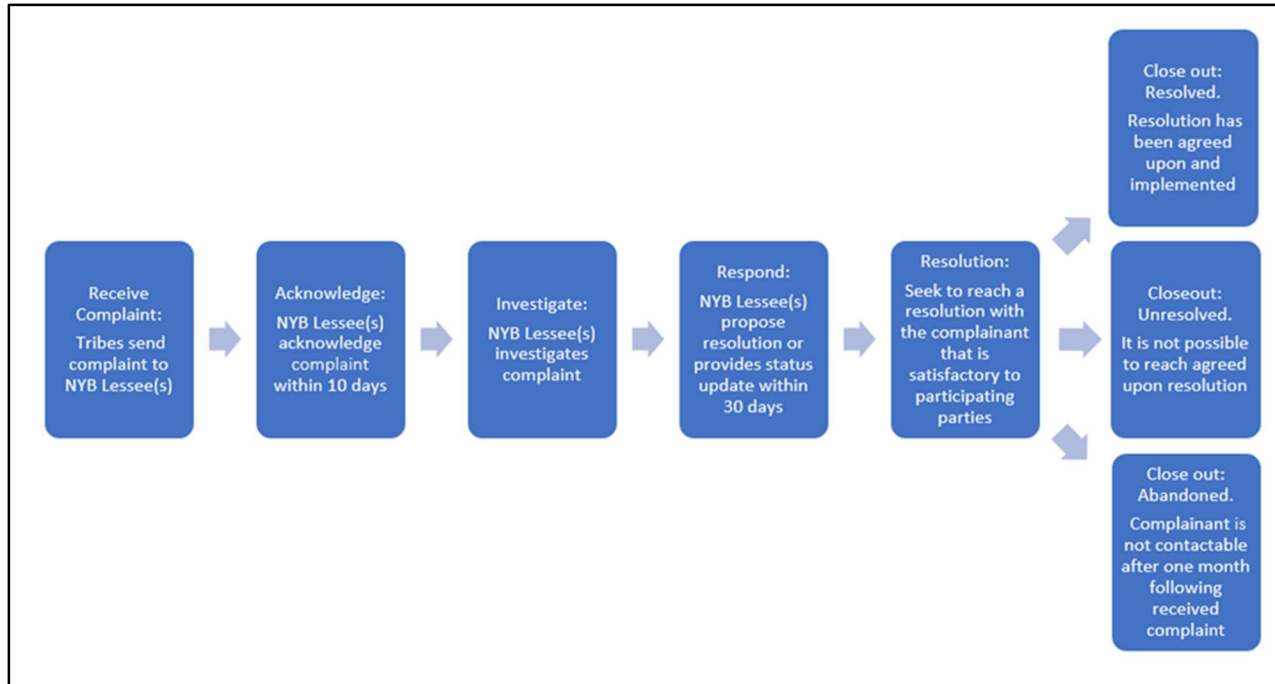 Receive
Complaint:
Tribes send
complaint to
NYB Lessee(s)
Acknowledge:
NYB Lessee(s)
acknowledge
complaint
within 10 days
Investigate:
NYB Lessee(s)
investigates
complaint
Respond:
NYB Lessee(s)
propose
resolution or
provides status
update within
30 days
Resolution:
Seek to reach a
resolution with
the complainant
that is
satisfactory to
participating
parties
Close out:
Resolved.
Resolution has
been agreed
upon and
implemented
Closeout:
Unresolved.
It is not possible
to reach agreed
upon resolution
Close out:
Abandoned.
Complainant is
not contactable
after one month
following
received
complaint